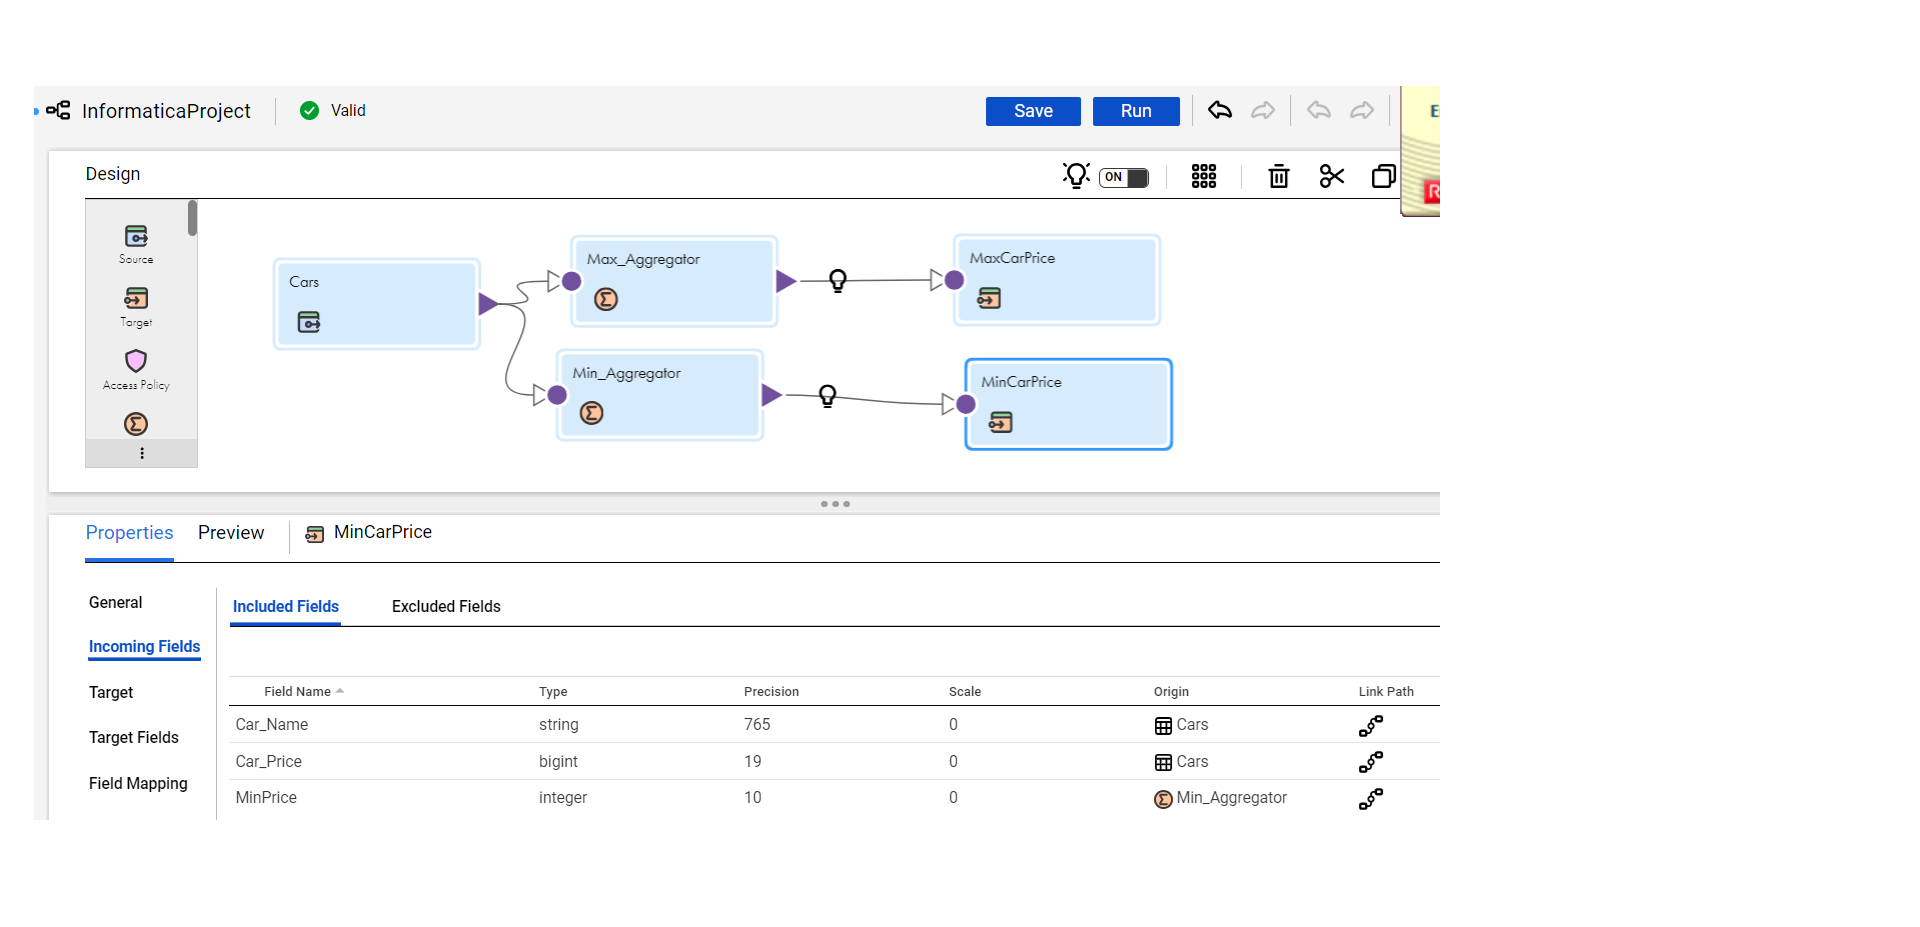 InformaticaProject Valid Save Run
Design ON
Source
Target
Access Policy
Cars
Max_Aggregator
MaxCarPrice
Min_Aggregator
MinCarPrice
Properties Preview MinCarPrice
General
Incoming Fields
Target
Target Fields
Field Mapping
Included Fields Excluded Fields
Field Name Type Precision Scale Origin Link Path
Car_Name string 765 0 Cars
Car_Price bigint 19 0 Cars
MinPrice integer 10 0 Min_Aggregator